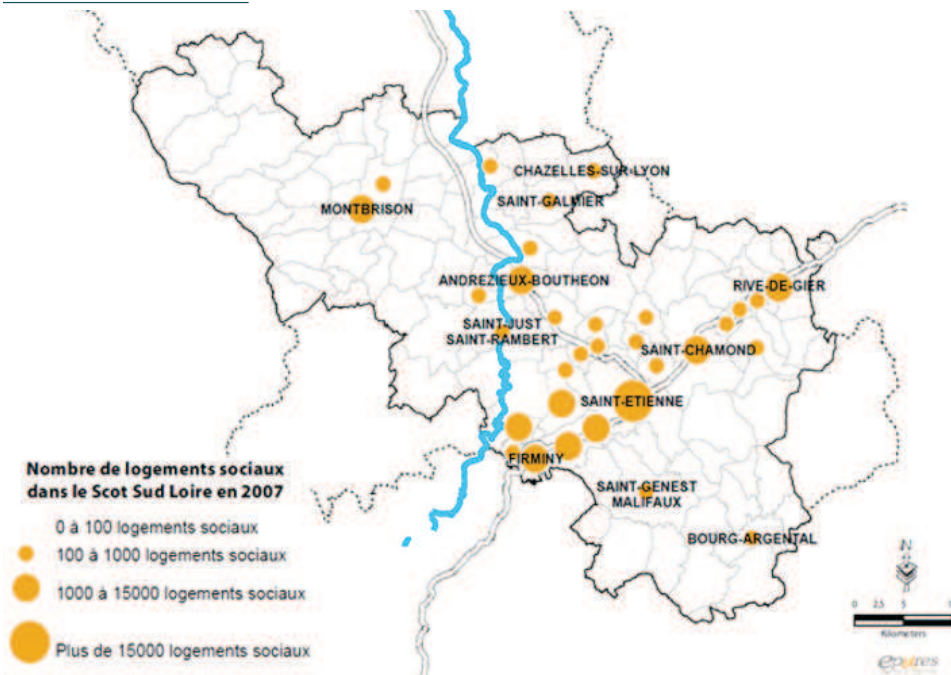 CHAZELLES-SUR-LYON
SAINT-GALMIER
MONTBRISON
ANDREZIEUX-BOUTHEON
RIVE-DE-GIER
SAINT-JUST
SAINT-RAMBERT
SAINT-CHAMOND
SAINT-ETIENNE
FIRMINY
SAINT-GENEST
MALIFAUX
BOURG-ARGENTAL
Nombre de logements sociaux
dans le Scot Sud Loire en 2007
0 à 100 logements sociaux
100 à 1000 logements sociaux
1000 à 15000 logements sociaux
Plus de 15000 logements sociaux
N
0 2,5 5
Kilometers
epures